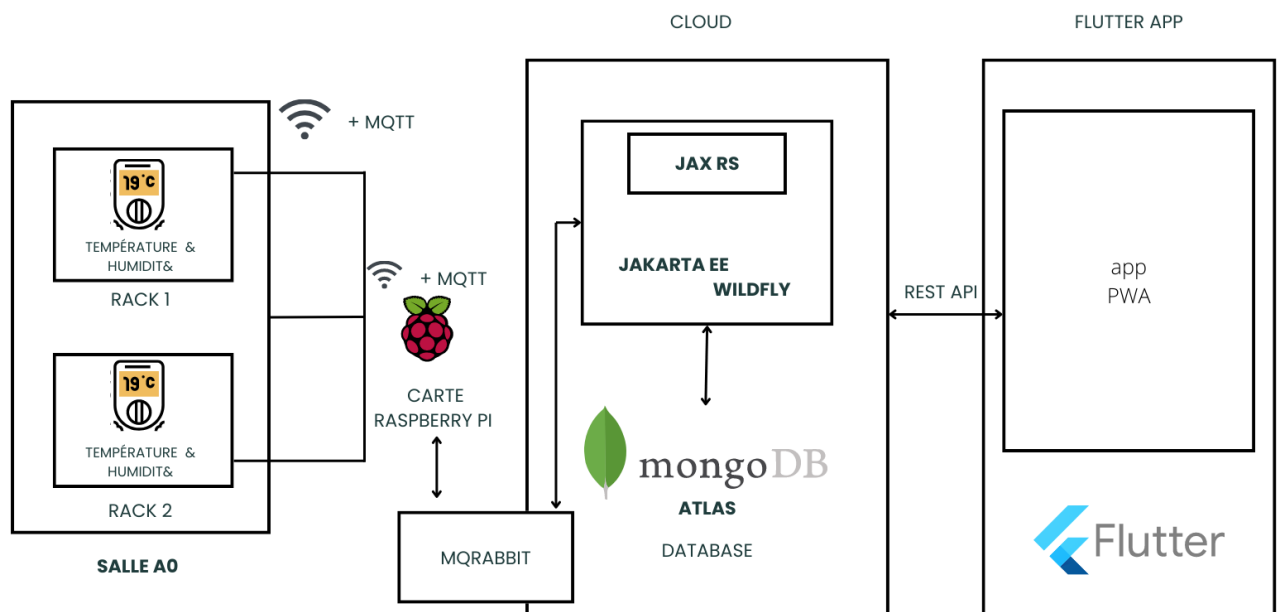 CLOUD
FLUTTER APP
+ MQTT
19°C
TEMPÉRATURE &
HUMIDIT&
RACK 1
19°C
TEMPÉRATURE &
HUMIDIT&
RACK 2
SALLE A0
+ MQTT
CARTE
RASPBERRY PI
MQRABBIT
JAX RS
JAKARTA EE
WILDFLY
mongoDB
ATLAS
DATABASE
REST API
app
PWA
Flutter